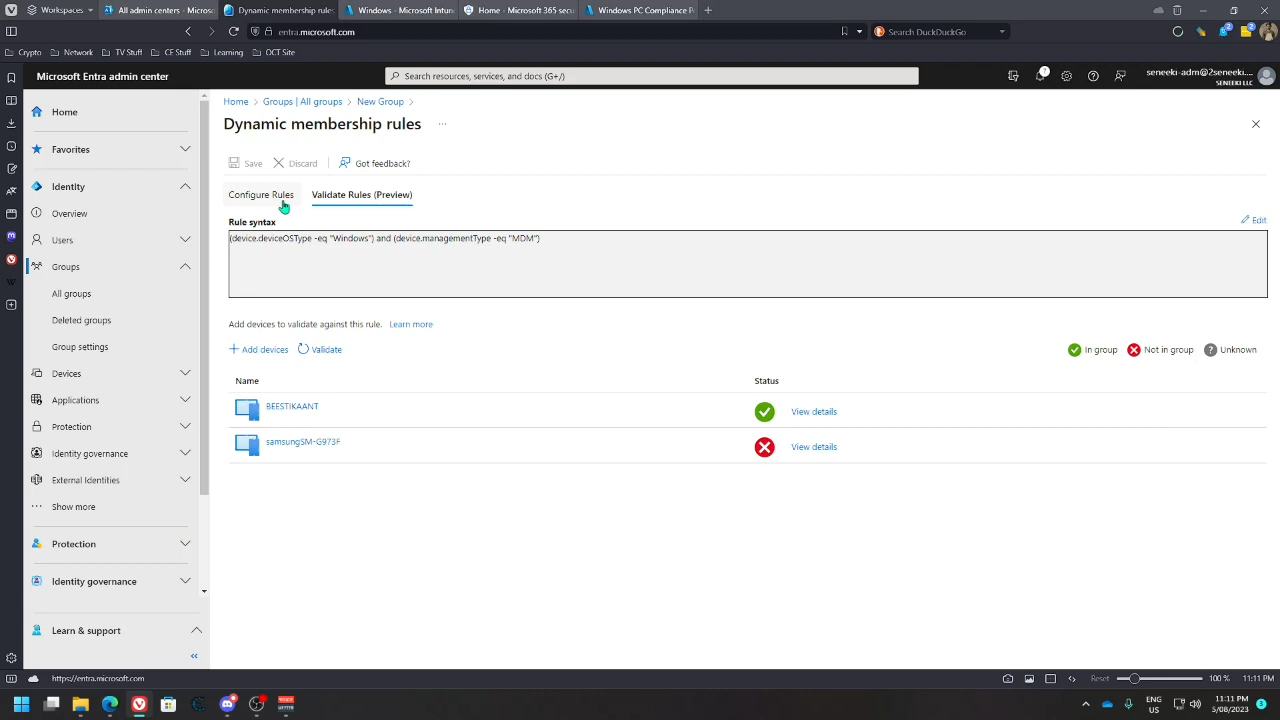 Workspaces
All admin centers - Microso
Dynamic membership rules
Windows - Microsoft Intun
Home - Microsoft 365 secu
Windows PC Compliance Po
entra.microsoft.com
Search DuckDuckGo
Crypto
Network
TV Stuff
CF Stuff
Learning
OCT Site
Microsoft Entra admin center
Search resources, services, and docs (G+/)
seneeki-adm@2seneeki....
SENEEKI LLC
Home
Favorites
Identity
Overview
Users
Groups
All groups
Deleted groups
Group settings
Devices
Applications
Protection
Identity governance
External Identities
Show more
Protection
Identity governance
Learn & support
Home > Groups | All groups > New Group >
Dynamic membership rules ...
Save
Discard
Got feedback?
Configure Rules
Validate Rules (Preview)
Rule syntax
Edit
(device.deviceOSType -eq "Windows") and (device.managementType -eq "MDM")
Add devices to validate against this rule. Learn more
+ Add devices
Validate
In group
Not in group
Unknown
Name
Status
BEESTIKAANT
View details
samsungSM-G973F
View details
https://entra.microsoft.com
Reset
100 %
11:11 PM
ENG
US
11:11 PM
5/08/2023